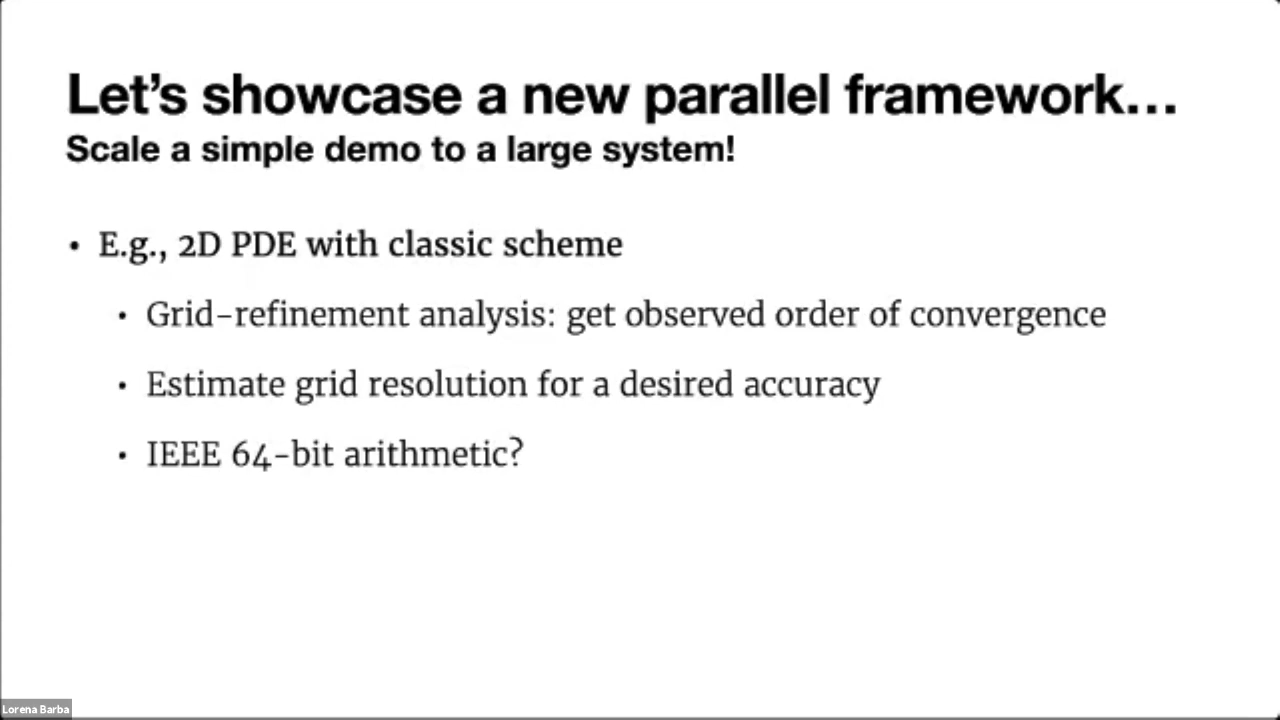 Let’s showcase a new parallel framework…
Scale a simple demo to a large system!
• E.g., 2D PDE with classic scheme
• Grid-refinement analysis: get observed order of convergence
• Estimate grid resolution for a desired accuracy
• IEEE 64-bit arithmetic?
Lorena Barba